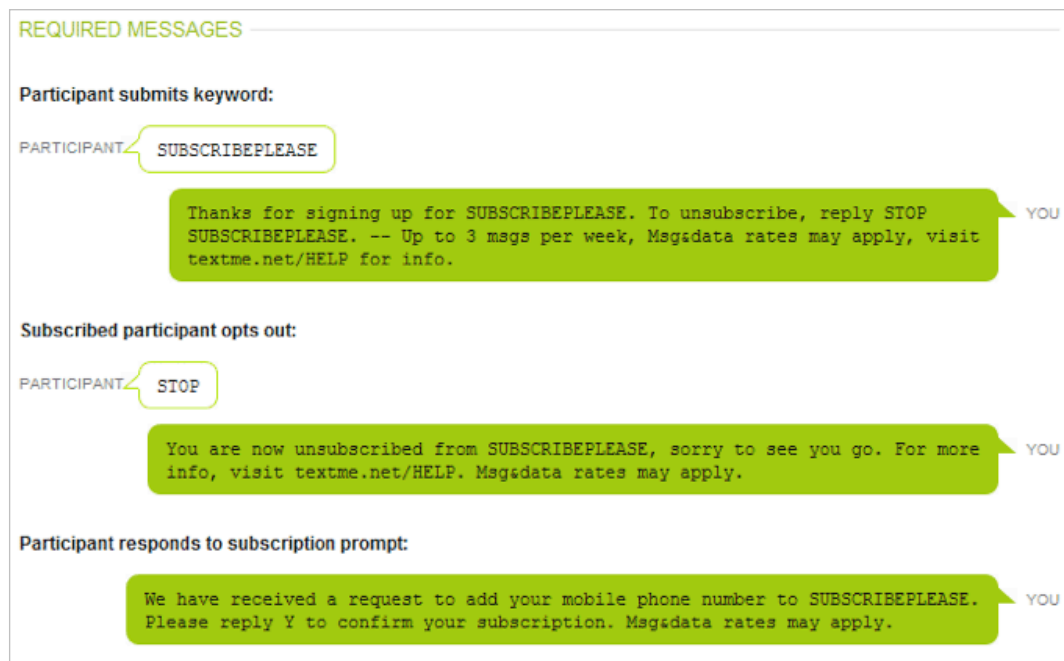 REQUIRED MESSAGES
Participant submits keyword:
PARTICIPANT
SUBSCRIBEPLEASE
Thanks for signing up for SUBSCRIBEPLEASE. To unsubscribe, reply STOP
SUBSCRIBEPLEASE. -- Up to 3 msgs per week, Msg&data rates may apply, visit
textme.net/HELP for info.
YOU
Subscribed participant opts out:
PARTICIPANT
STOP
You are now unsubscribed from SUBSCRIBEPLEASE, sorry to see you go. For more
info, visit textme.net/HELP. Msg&data rates may apply.
YOU
Participant responds to subscription prompt:
We have received a request to add your mobile phone number to SUBSCRIBEPLEASE.
Please reply Y to confirm your subscription. Msg&data rates may apply.
YOU